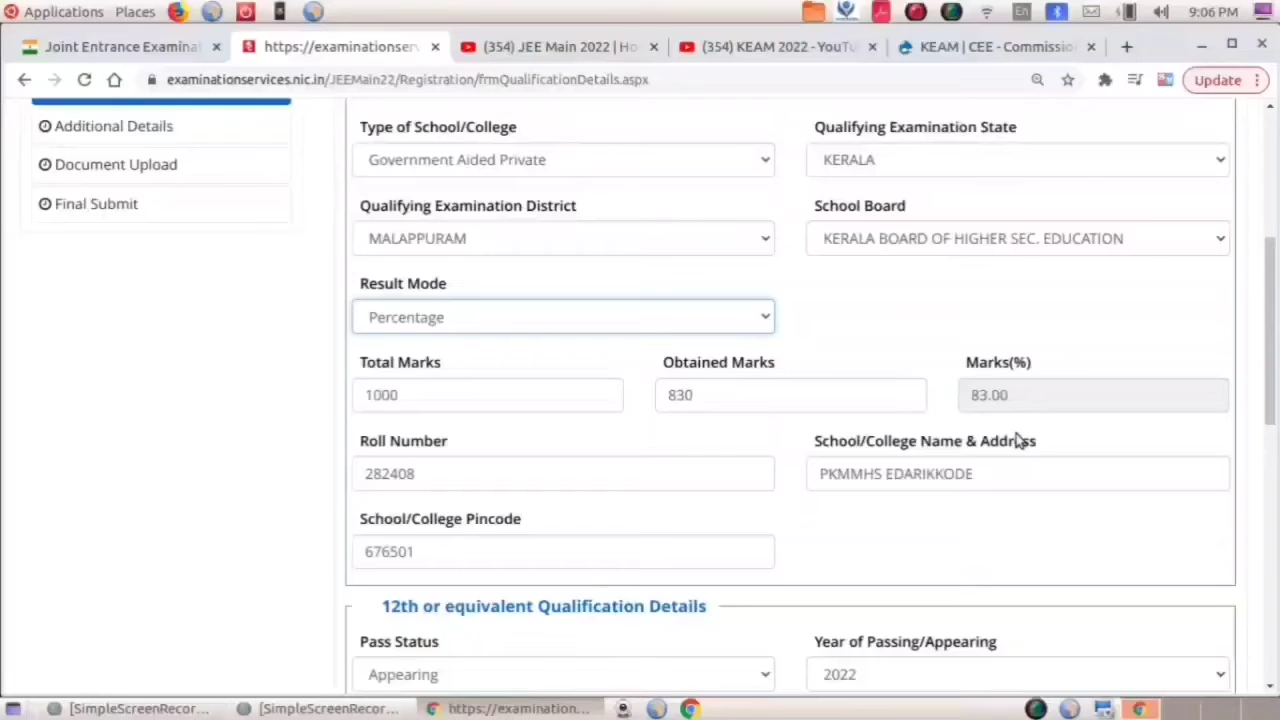 Applications Places En 9:06 PM
Joint Entrance Examinat × https://examinationserv × (354) JEE Main 2022 | Ho × (354) KEAM 2022 - YouTu × KEAM | CEE - Commissio × +
examinationservices.nic.in/JEEMain22/Registration/frmQualificationDetails.aspx Update
Additional Details
Document Upload
Final Submit
Type of School/College Qualifying Examination State
Government Aided Private KERALA
Qualifying Examination District School Board
MALAPPURAM KERALA BOARD OF HIGHER SEC. EDUCATION
Result Mode
Percentage
Total Marks Obtained Marks Marks(%)
1000 830 83.00
Roll Number School/College Name & Address
282408 PKMMHS EDARIKKODE
School/College Pincode
676501
12th or equivalent Qualification Details
Pass Status Year of Passing/Appearing
Appearing 2022
[SimpleScreenRecor... [SimpleScreenRecor... https://examination...